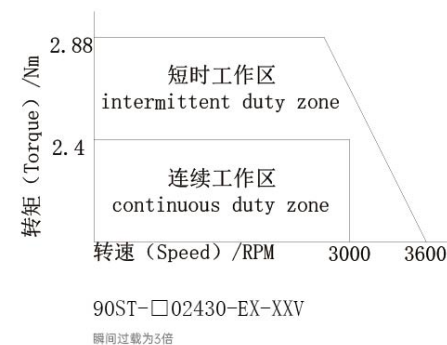 2.88
短时工作区
intermittent duty zone
转矩（Torque）/Nm
2.4
连续工作区
continuous duty zone
转速（Speed）/RPM
3000
3600
90ST-□02430-EX-XXV
瞬间过载为3倍